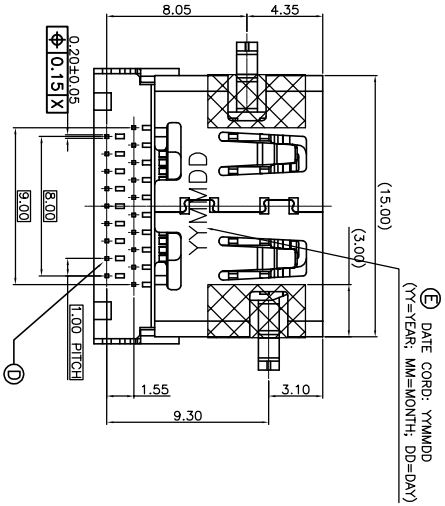 8.05
4.35
0.20±0.05
⌖ 0.15 X
YYMMDD
(15.00)
(3.00)
9.00
8.00
1.00 PITCH
1.55
3.10
9.30
D
E DATE CORD: YYMMDD
(YY=YEAR; MM=MONTH; DD=DAY)